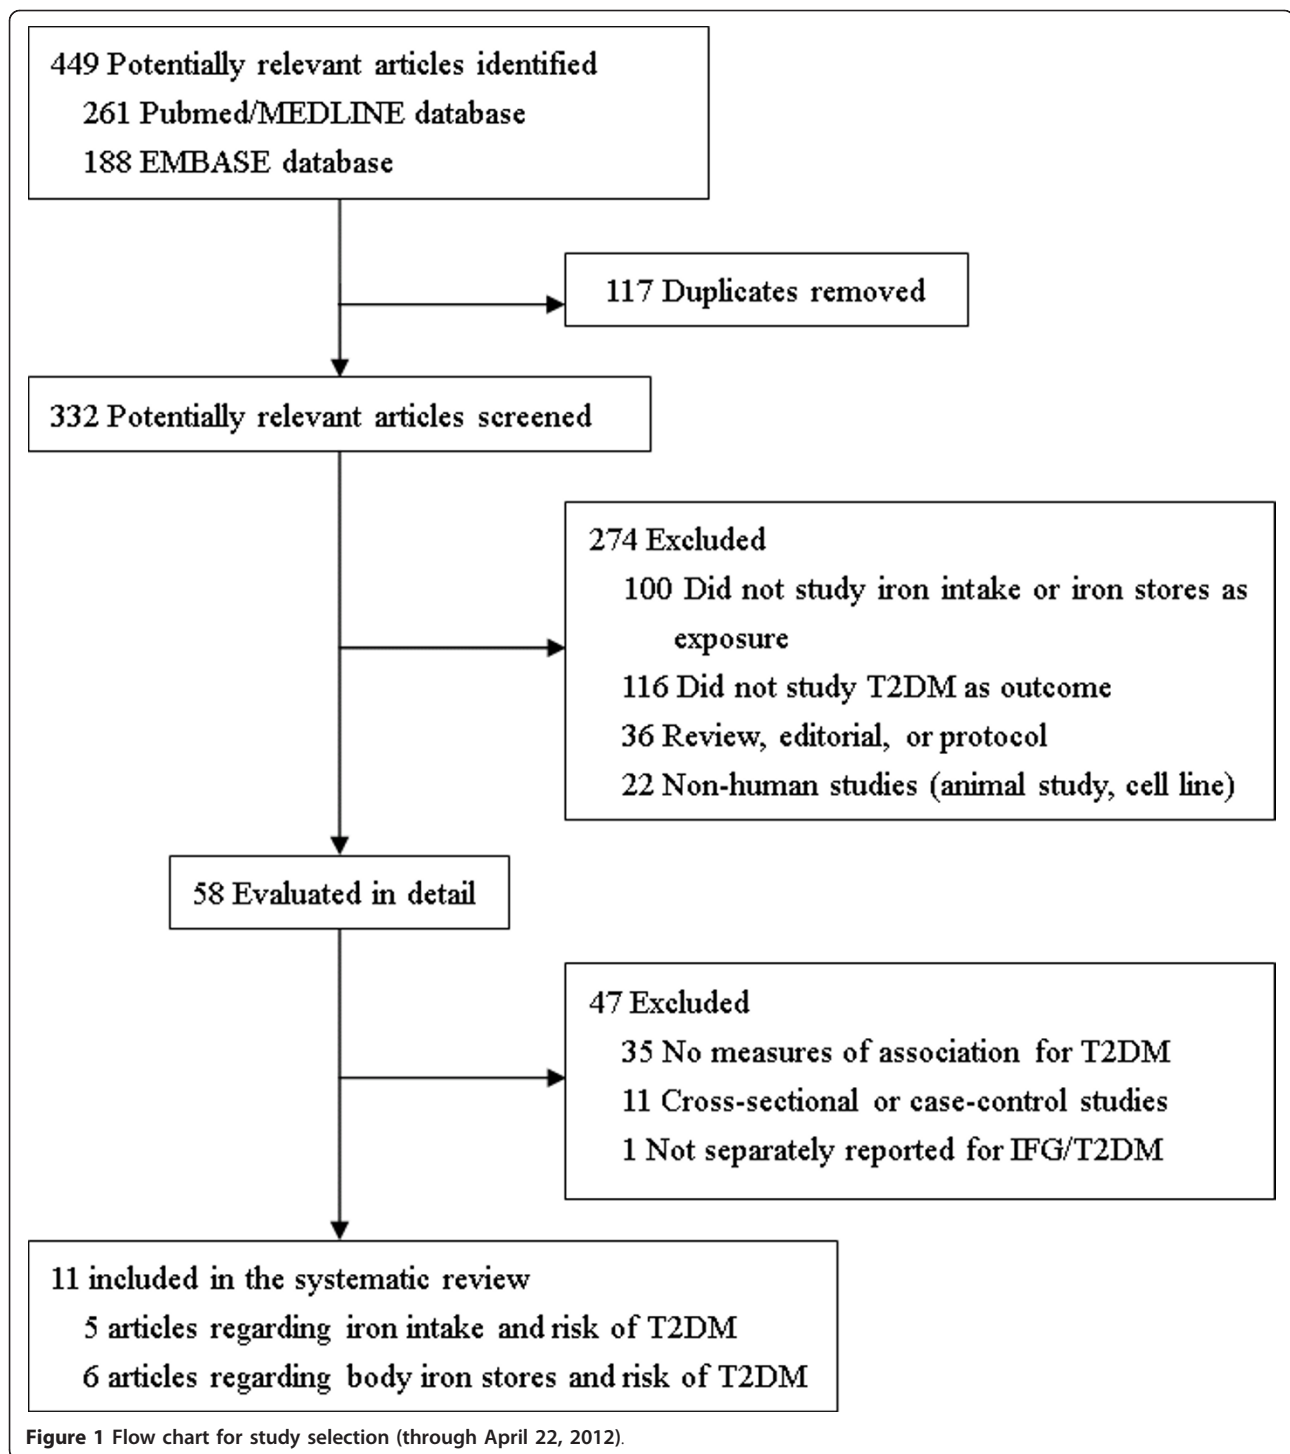 449 Potentially relevant articles identified
261 Pubmed/MEDLINE database
188 EMBASE database
117 Duplicates removed
332 Potentially relevant articles screened
274 Excluded
100 Did not study iron intake or iron stores as
exposure
116 Did not study T2DM as outcome
36 Review, editorial, or protocol
22 Non-human studies (animal study, cell line)
58 Evaluated in detail
47 Excluded
35 No measures of association for T2DM
11 Cross-sectional or case-control studies
1 Not separately reported for IFG/T2DM
11 included in the systematic review
5 articles regarding iron intake and risk of T2DM
6 articles regarding body iron stores and risk of T2DM
Figure 1 Flow chart for study selection (through April 22, 2012).